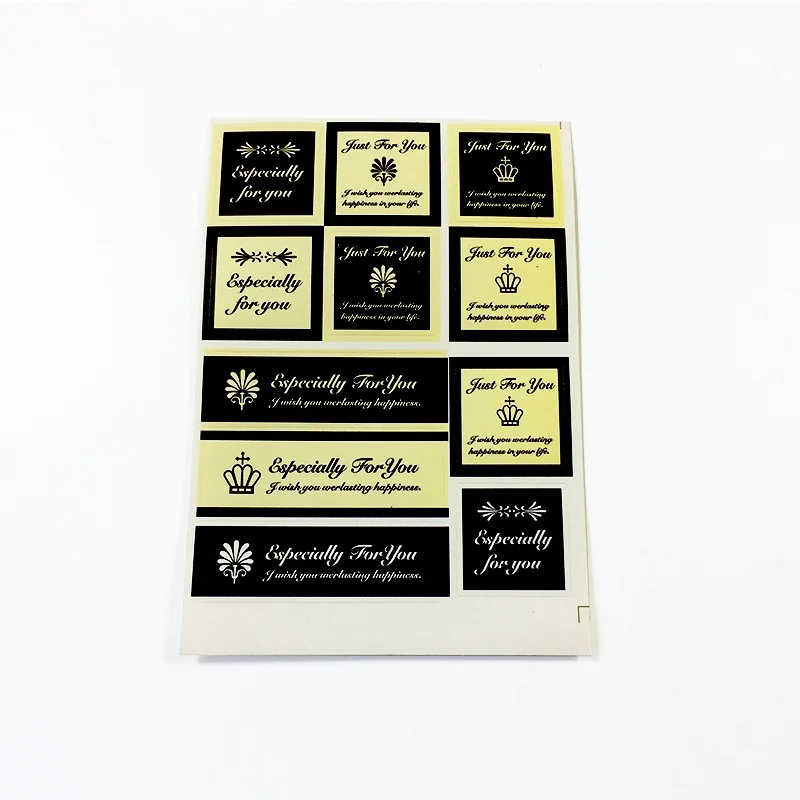 Especially
for you
Just For You
I wish you werlasting
happiness in your life.
Just For You
I wish you werlasting
happiness in your life.
Especially
for you
Just For You
I wish you werlasting
happiness in your life.
Just For You
I wish you werlasting
happiness in your life.
Especially For You
I wish you werlasting happiness.
Just For You
I wish you werlasting
happiness in your life.
Especially For You
I wish you werlasting happiness.
Especially For You
I wish you werlasting happiness.
Especially
for you